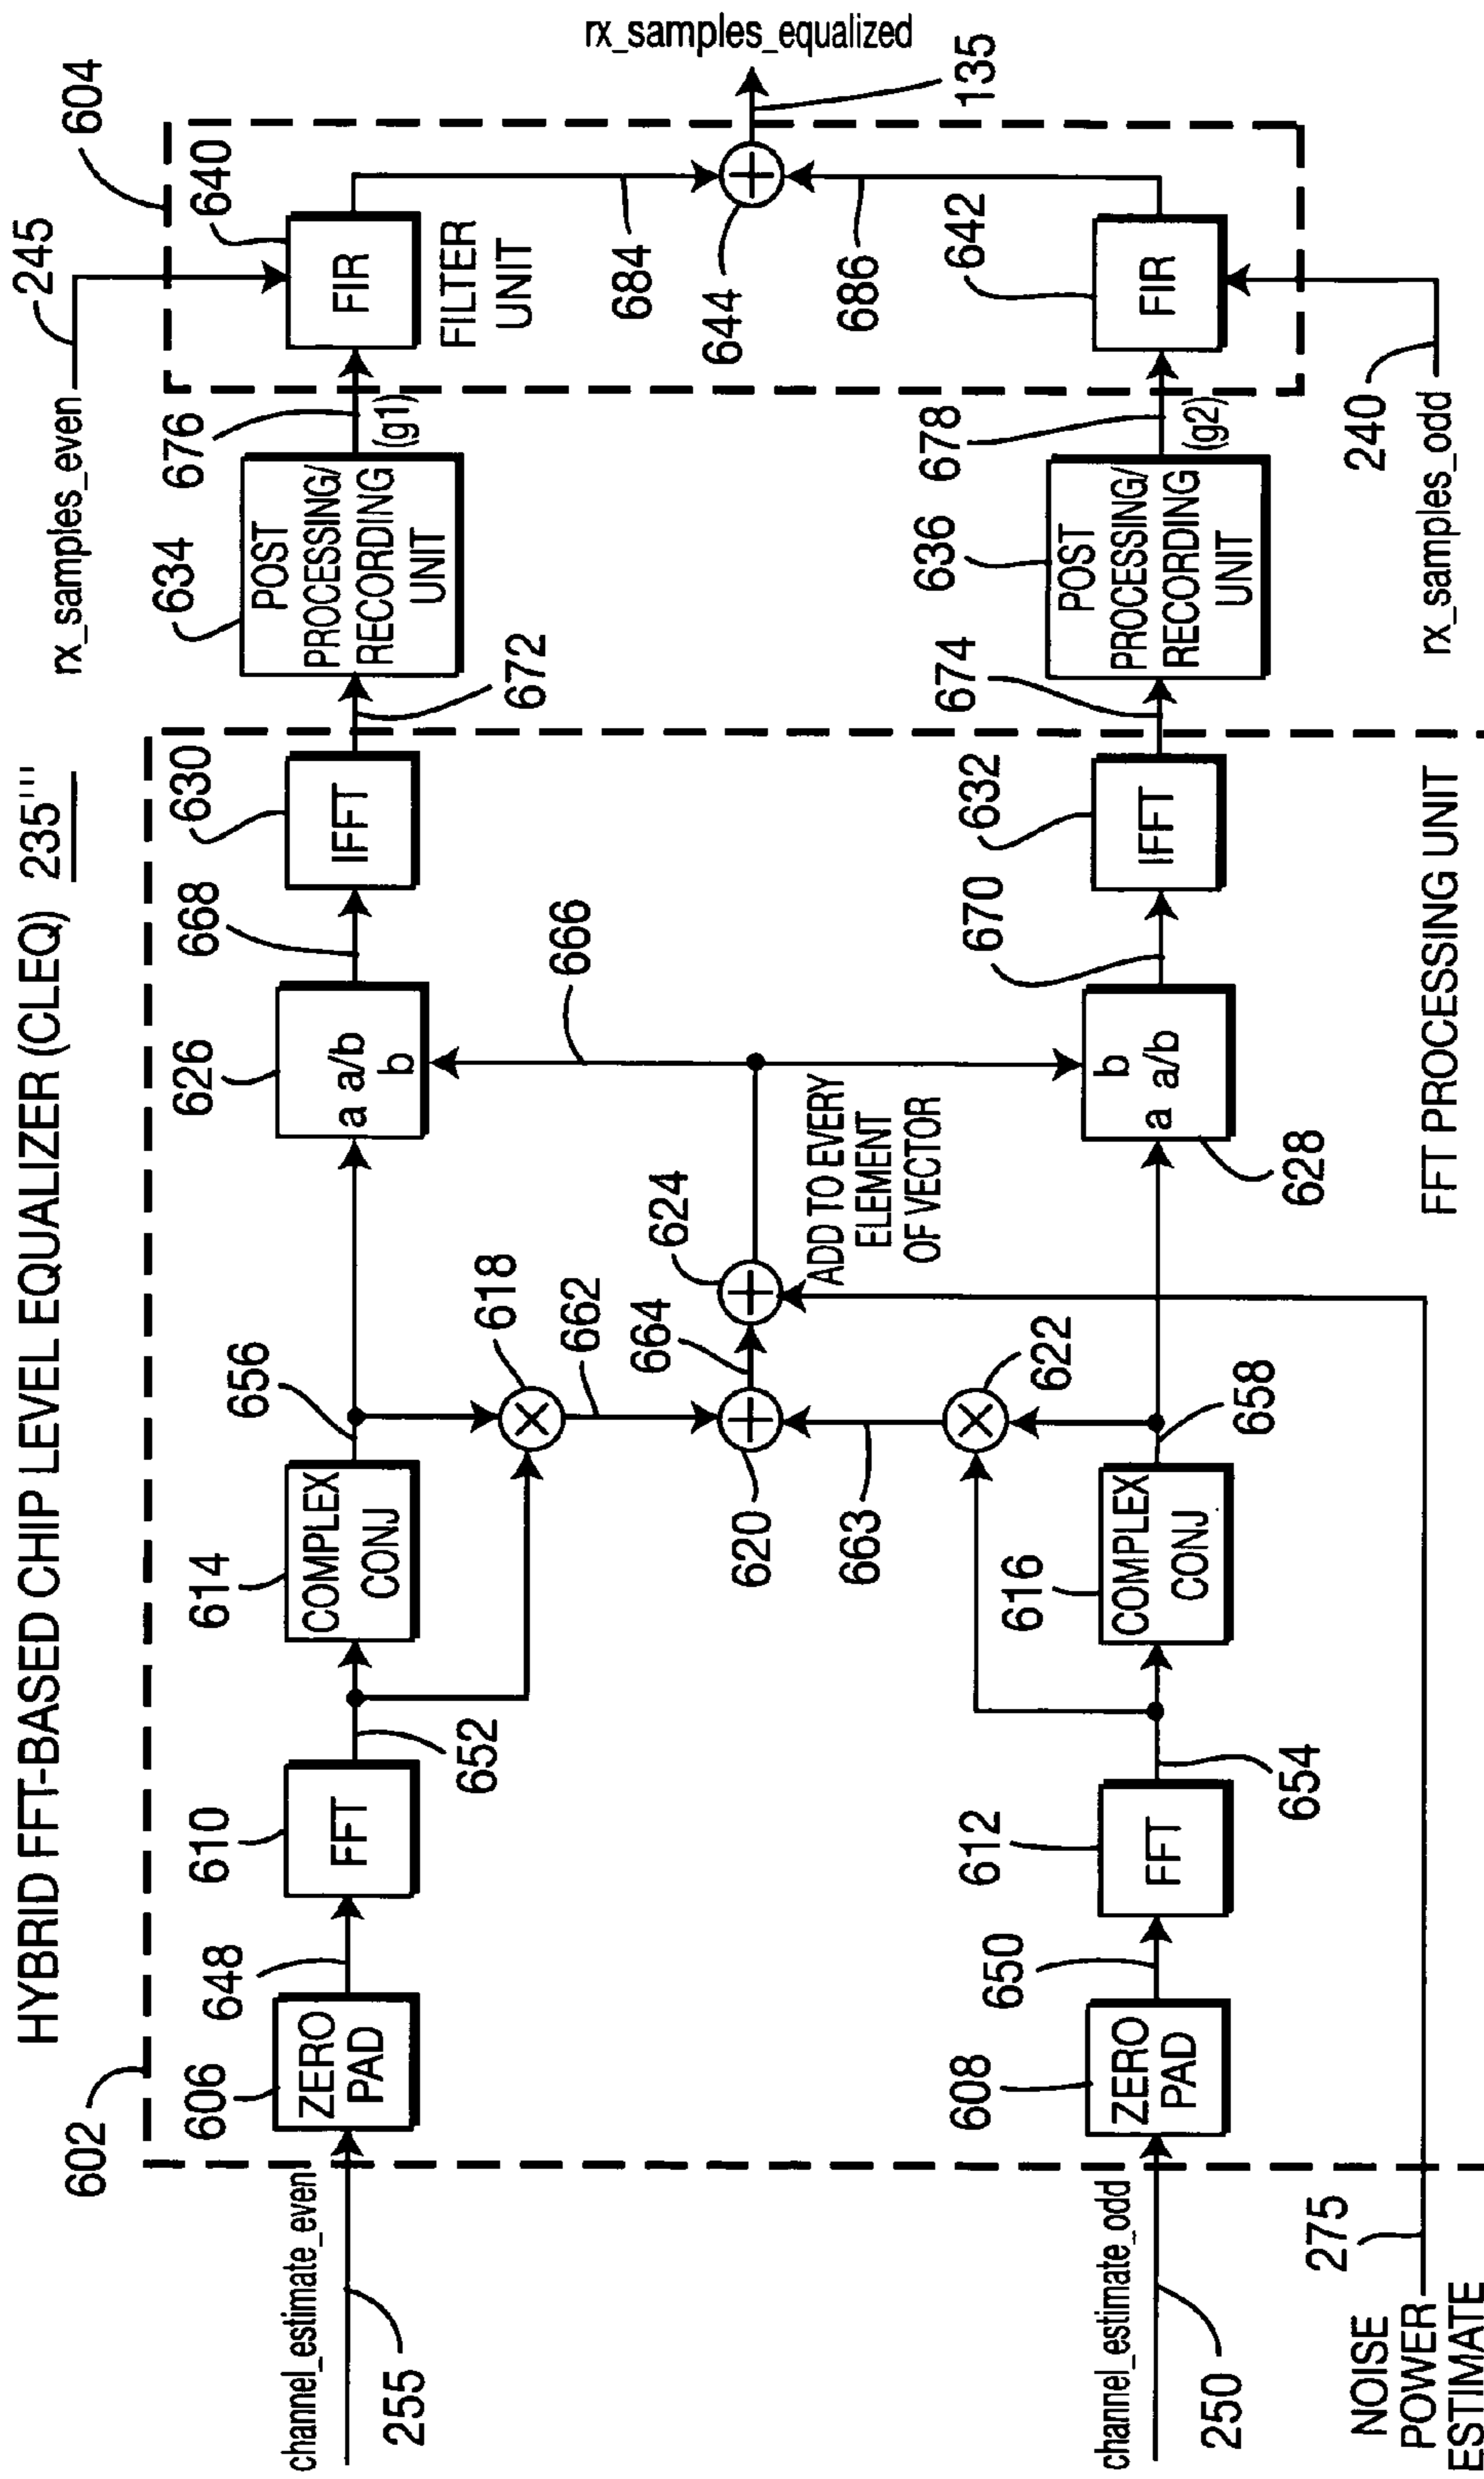 HYBRID FFT-BASED CHIP LEVEL EQUALIZER (CLEQ) 235'''
602
604
rx_samples_even
245
channel_estimate_even
255
606
ZERO
PAD
648
610
FFT
652
614
COMPLEX
CONJ
656
618
662
626
a a/b
b
668
630
IFFT
672
634
POST
PROCESSING/
RECORDING
UNIT
676
(g1)
640
FIR
FILTER
UNIT
684
644
686
rx_samples_equalized
135
620
664
624
ADD TO EVERY
ELEMENT
OF VECTOR
666
663
622
channel_estimate_odd
250
608
ZERO
PAD
650
612
FFT
654
616
COMPLEX
CONJ
658
628
b
a a/b
670
632
IFFT
674
636
POST
PROCESSING/
RECORDING
UNIT
678
(g2)
642
FIR
240
rx_samples_odd
NOISE
POWER
ESTIMATE
275
FFT PROCESSING UNIT